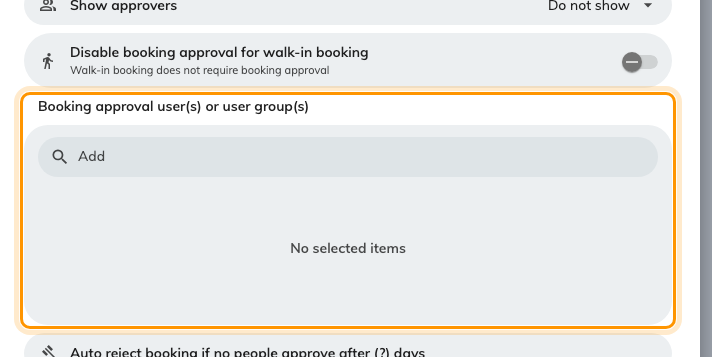 Show approvers
Do not show
Disable booking approval for walk-in booking
Walk-in booking does not require booking approval
Booking approval user(s) or user group(s)
Add
No selected items
Auto reject booking if no people approve after (?) days